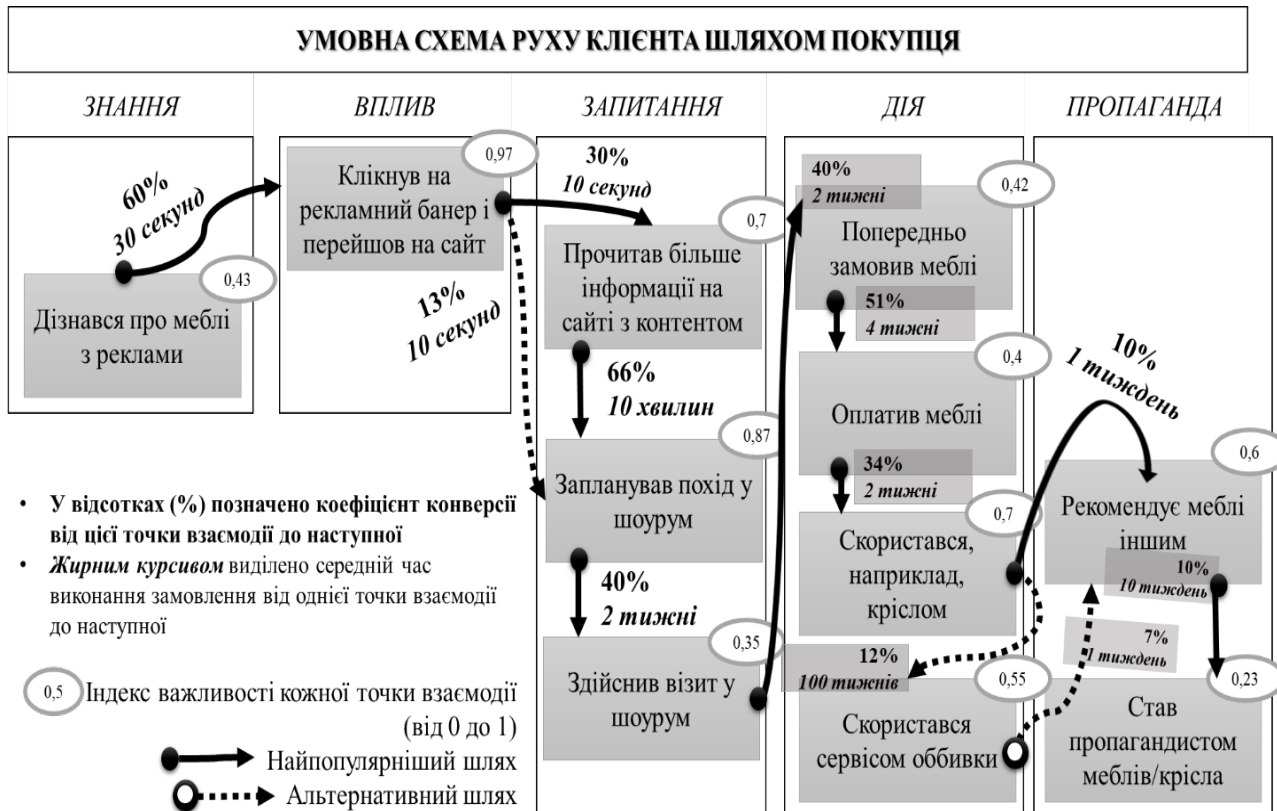 УМОВНА СХЕМА РУХУ КЛІЄНТА ШЛЯХОМ ПОКУПЦЯ
ЗНАННЯ
ВПЛИВ
ЗАПИТАННЯ
ДІЯ
ПРОПАГАНДА
60%
30 секунд
0,43
Дізнався про меблі
з реклами
0,97
Клікнув на
рекламний банер і
перейшов на сайт
13%
10 секунд
30%
10 секунд
0,7
Прочитав більше
інформації на
сайті з контентом
66%
10 хвилин
0,87
Запланував похід у
шоурум
40%
2 тижні
0,35
Здійснив візит у
шоурум
40%
2 тижні
0,42
Попередньо
замовив меблі
51%
4 тижні
0,4
Оплатив меблі
34%
2 тижні
0,7
Скористався,
наприклад,
кріслом
12%
100 тижнів
0,55
Скористався
сервісом оббивки
10%
1 тиждень
0,6
Рекомендує меблі
іншим
10%
10 тиждень
7%
1 тиждень
0,23
Став
пропагандистом
меблів/крісла
• У відсотках (%) позначено коефіцієнт конверсії
від цієї точки взаємодії до наступної
• Жирним курсивом виділено середній час
виконання замовлення від однієї точки взаємодії
до наступної
0,5 Індекс важливості кожної точки взаємодії
(від 0 до 1)
Найпопулярніший шлях
Альтернативний шлях